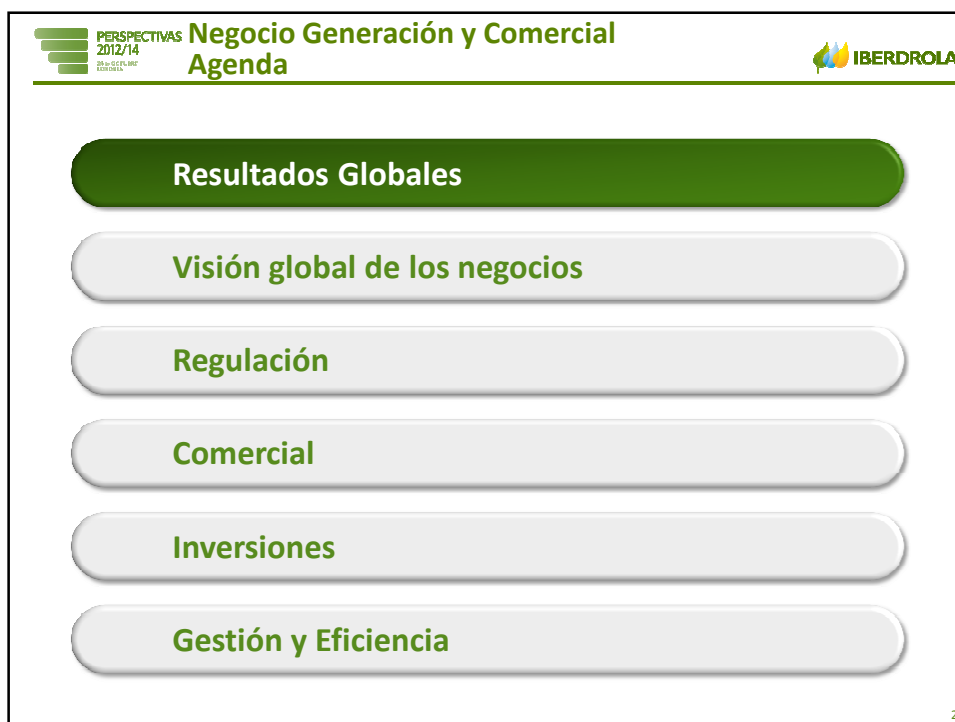 PERSPECTIVAS
2012/14
Negocio Generación y Comercial
Agenda
IBERDROLA
Resultados Globales
Visión global de los negocios
Regulación
Comercial
Inversiones
Gestión y Eficiencia
2